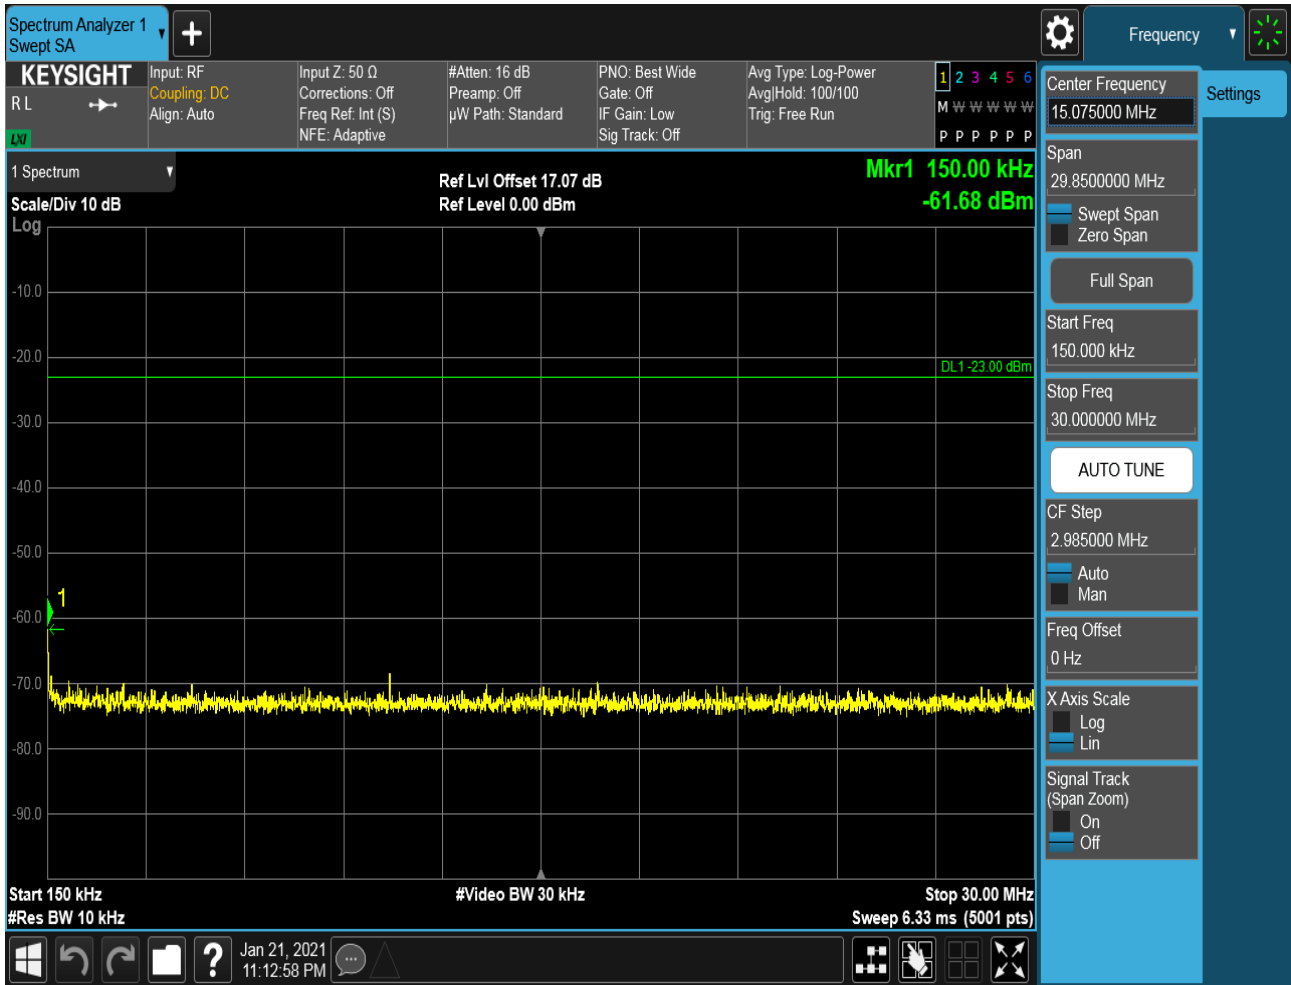 Spectrum Analyzer 1
Swept SA
Frequency
KEYSIGHT
R L
LXI
Input: RF
Coupling: DC
Align: Auto
Input Z: 50 Ω
Corrections: Off
Freq Ref: Int (S)
NFE: Adaptive
#Atten: 16 dB
Preamp: Off
µW Path: Standard
PNO: Best Wide
Gate: Off
IF Gain: Low
Sig Track: Off
Avg Type: Log-Power
Avg|Hold: 100/100
Trig: Free Run
1 2 3 4 5 6
M W W W W W
P P P P P P
1 Spectrum
Scale/Div 10 dB
Log
Ref Lvl Offset 17.07 dB
Ref Level 0.00 dBm
Mkr1 150.00 kHz
-61.68 dBm
-10.0
-20.0
DL1 -23.00 dBm
-30.0
-40.0
-50.0
1
-60.0
-70.0
-80.0
-90.0
Start 150 kHz
#Video BW 30 kHz
Stop 30.00 MHz
#Res BW 10 kHz
Sweep 6.33 ms (5001 pts)
?
Jan 21, 2021
11:12:58 PM
Center Frequency
15.075000 MHz
Settings
Span
29.8500000 MHz
Swept Span
Zero Span
Full Span
Start Freq
150.000 kHz
Stop Freq
30.000000 MHz
AUTO TUNE
CF Step
2.985000 MHz
Auto
Man
Freq Offset
0 Hz
X Axis Scale
Log
Lin
Signal Track
(Span Zoom)
On
Off